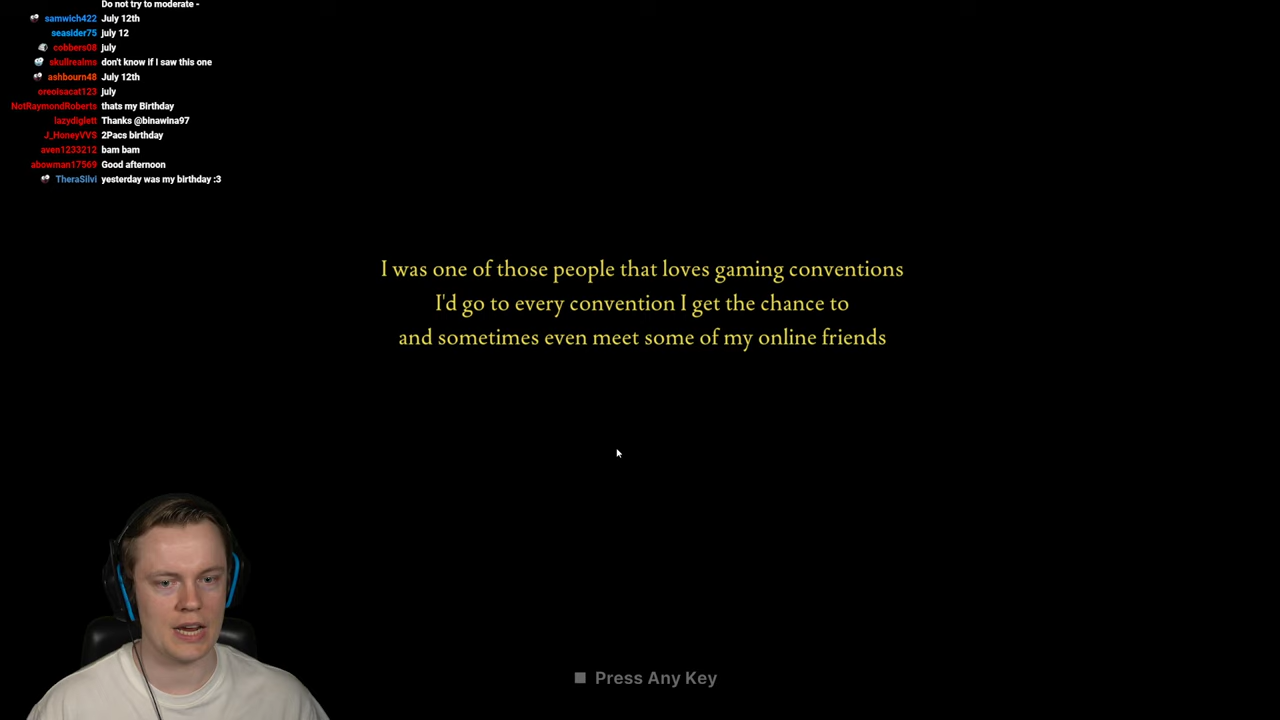 Do not try to moderate -
samwich422 July 12th
seasider75 july 12
cobbers08 july
skullrealms don't know if I saw this one
ashbourn48 July 12th
oreoisacat123 july
NotRaymondRoberts thats my Birthday
lazydiglett Thanks @binawina97
J_HoneyVVS 2Pacs birthday
aven1233212 bam bam
abowman17569 Good afternoon
TheraSilvi yesterday was my birthday :3
I was one of those people that loves gaming conventions
I'd go to every convention I get the chance to
and sometimes even meet some of my online friends
Press Any Key